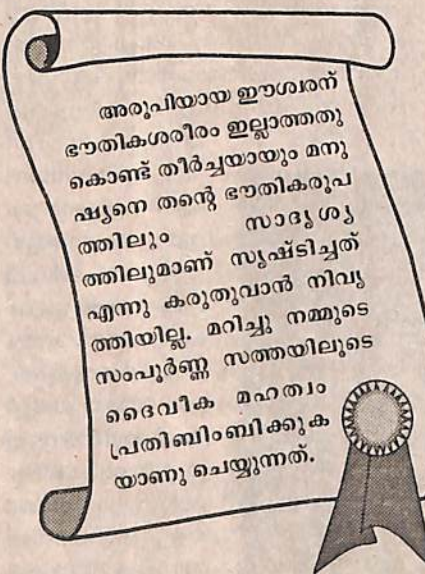 അരൂപിയായ ഈശ്വരന്
ഭൗതികശരീരം ഇല്ലാത്തതു
കൊണ്ട് തീർച്ചയായും മനു
ഷ്യനെ തന്റെ ഭൗതികരൂപ
ത്തിലും സാദൃശ്യ
ത്തിലുമാണ് സൃഷ്ടിച്ചത്
എന്നു കരുതുവാൻ നിവൃ
ത്തിയില്ല. മറിച്ചു നമ്മുടെ
സംപൂർണ്ണ സത്തയിലൂടെ
ദൈവീക മഹത്വം
പ്രതിബിംബിക്കുക
യാണു ചെയ്യുന്നത്.